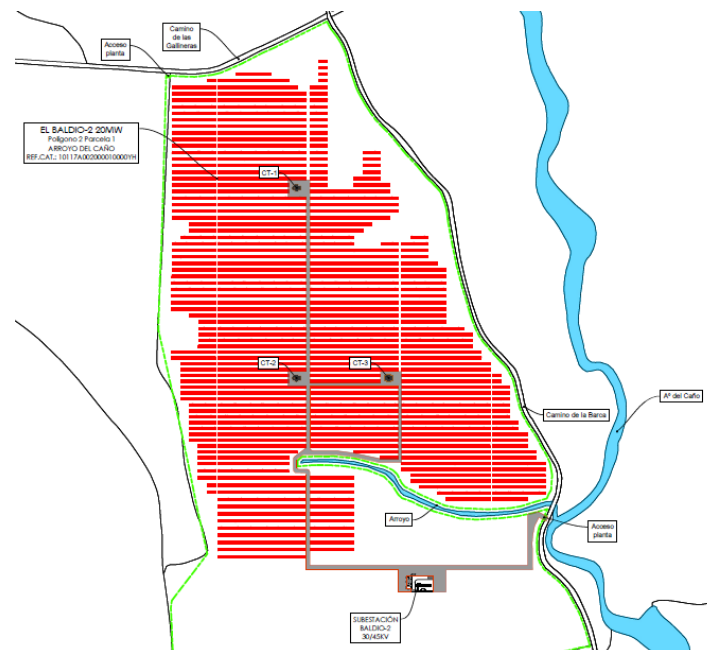 Camino
de las
Gallineras
Acceso
planta
EL BALDIO-2 20MW
Polígono 2 Parcela 1
ARROYO DEL CAÑO
REF.CAT.: 10117A002000010000YH
CT-1
CT-2
CT-3
Camino de la Barca
Aº del Caño
Arroyo
Acceso
planta
SUBESTACIÓN
BALDIO-2
30/45KV